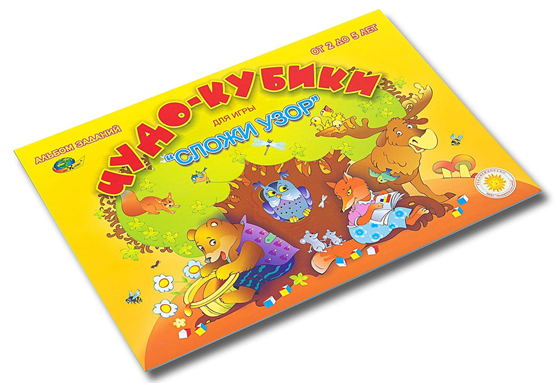 АЛЬБОМ ЗАДАНИЙ
ОТ 2 ДО 5 ЛЕТ
ЧУДО-КУБИКИ
ДЛЯ ИГРЫ
"СЛОЖИ УЗОР"